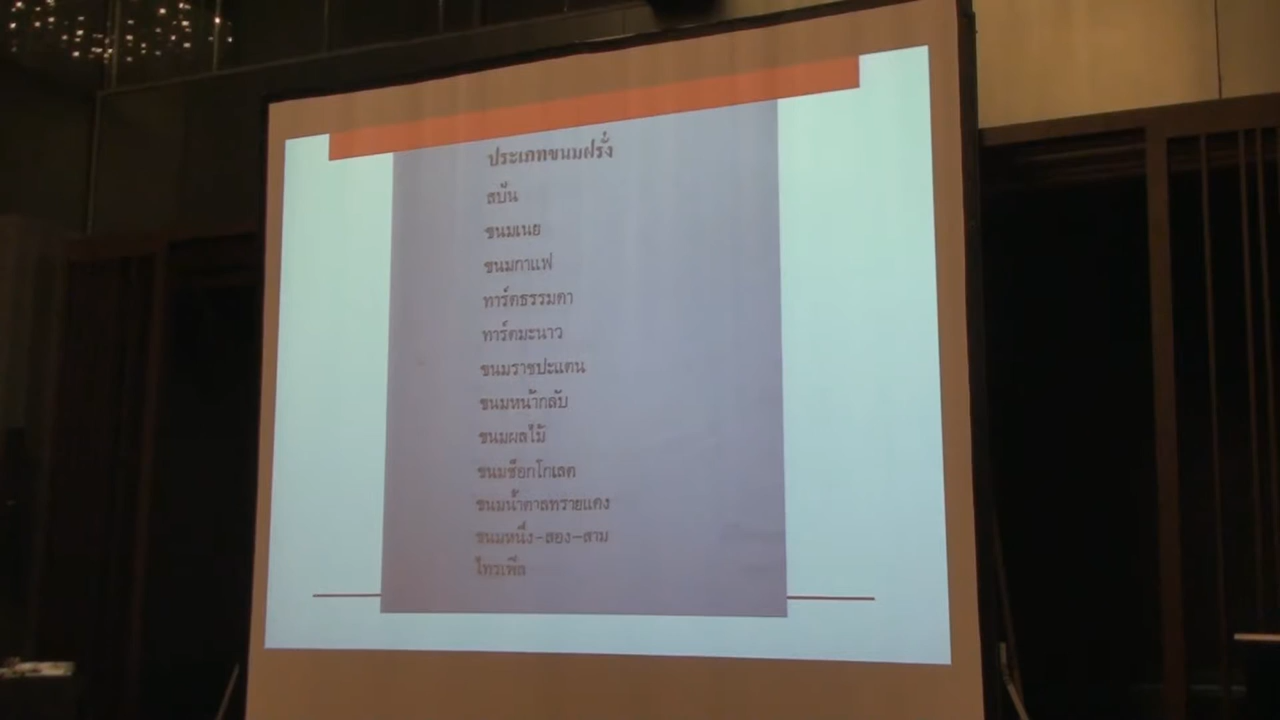 ประเภทขนมฝรั่ง
สบัน
ขนมเนย
ขนมกาแฟ
ทาร์ตธรรมดา
ทาร์ตมะนาว
ขนมราชปะแตน
ขนมหน้ากลับ
ขนมผลไม้
ขนมช๊อกโกเลต
ขนมน้ำตาลทรายแดง
ขนมหนึ่ง-สอง-สาม
ไทรเฟิล